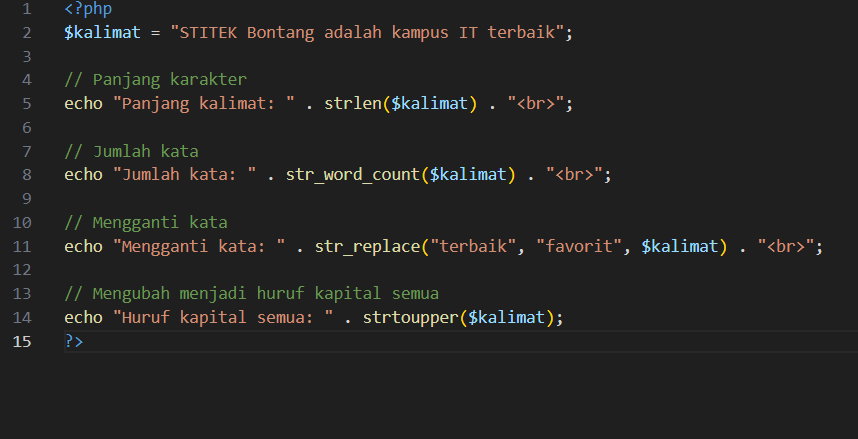 1 <?php
2 $kalimat = "STITEK Bontang adalah kampus IT terbaik";
3
4 // Panjang karakter
5 echo "Panjang kalimat: " . strlen($kalimat) . "<br>";
6
7 // Jumlah kata
8 echo "Jumlah kata: " . str_word_count($kalimat) . "<br>";
9
10 // Mengganti kata
11 echo "Mengganti kata: " . str_replace("terbaik", "favorit", $kalimat) . "<br>";
12
13 // Mengubah menjadi huruf kapital semua
14 echo "Huruf kapital semua: " . strtoupper($kalimat);
15 ?>